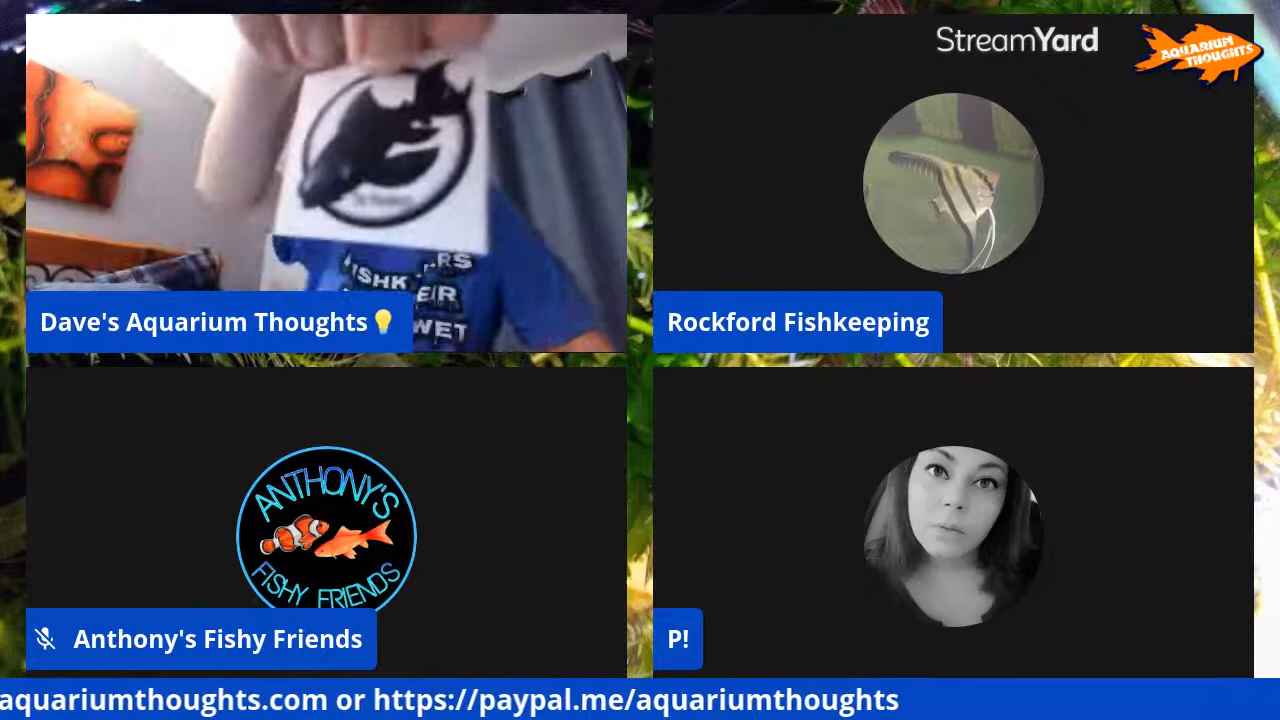 StreamYard
AQUARIUM
THOUGHTS
WET
Dave's Aquarium Thoughts💡
Rockford Fishkeeping
ANTHONY'S
FISHY FRIENDS
Anthony's Fishy Friends
P!
aquariumthoughts.com or https://paypal.me/aquariumthoughts